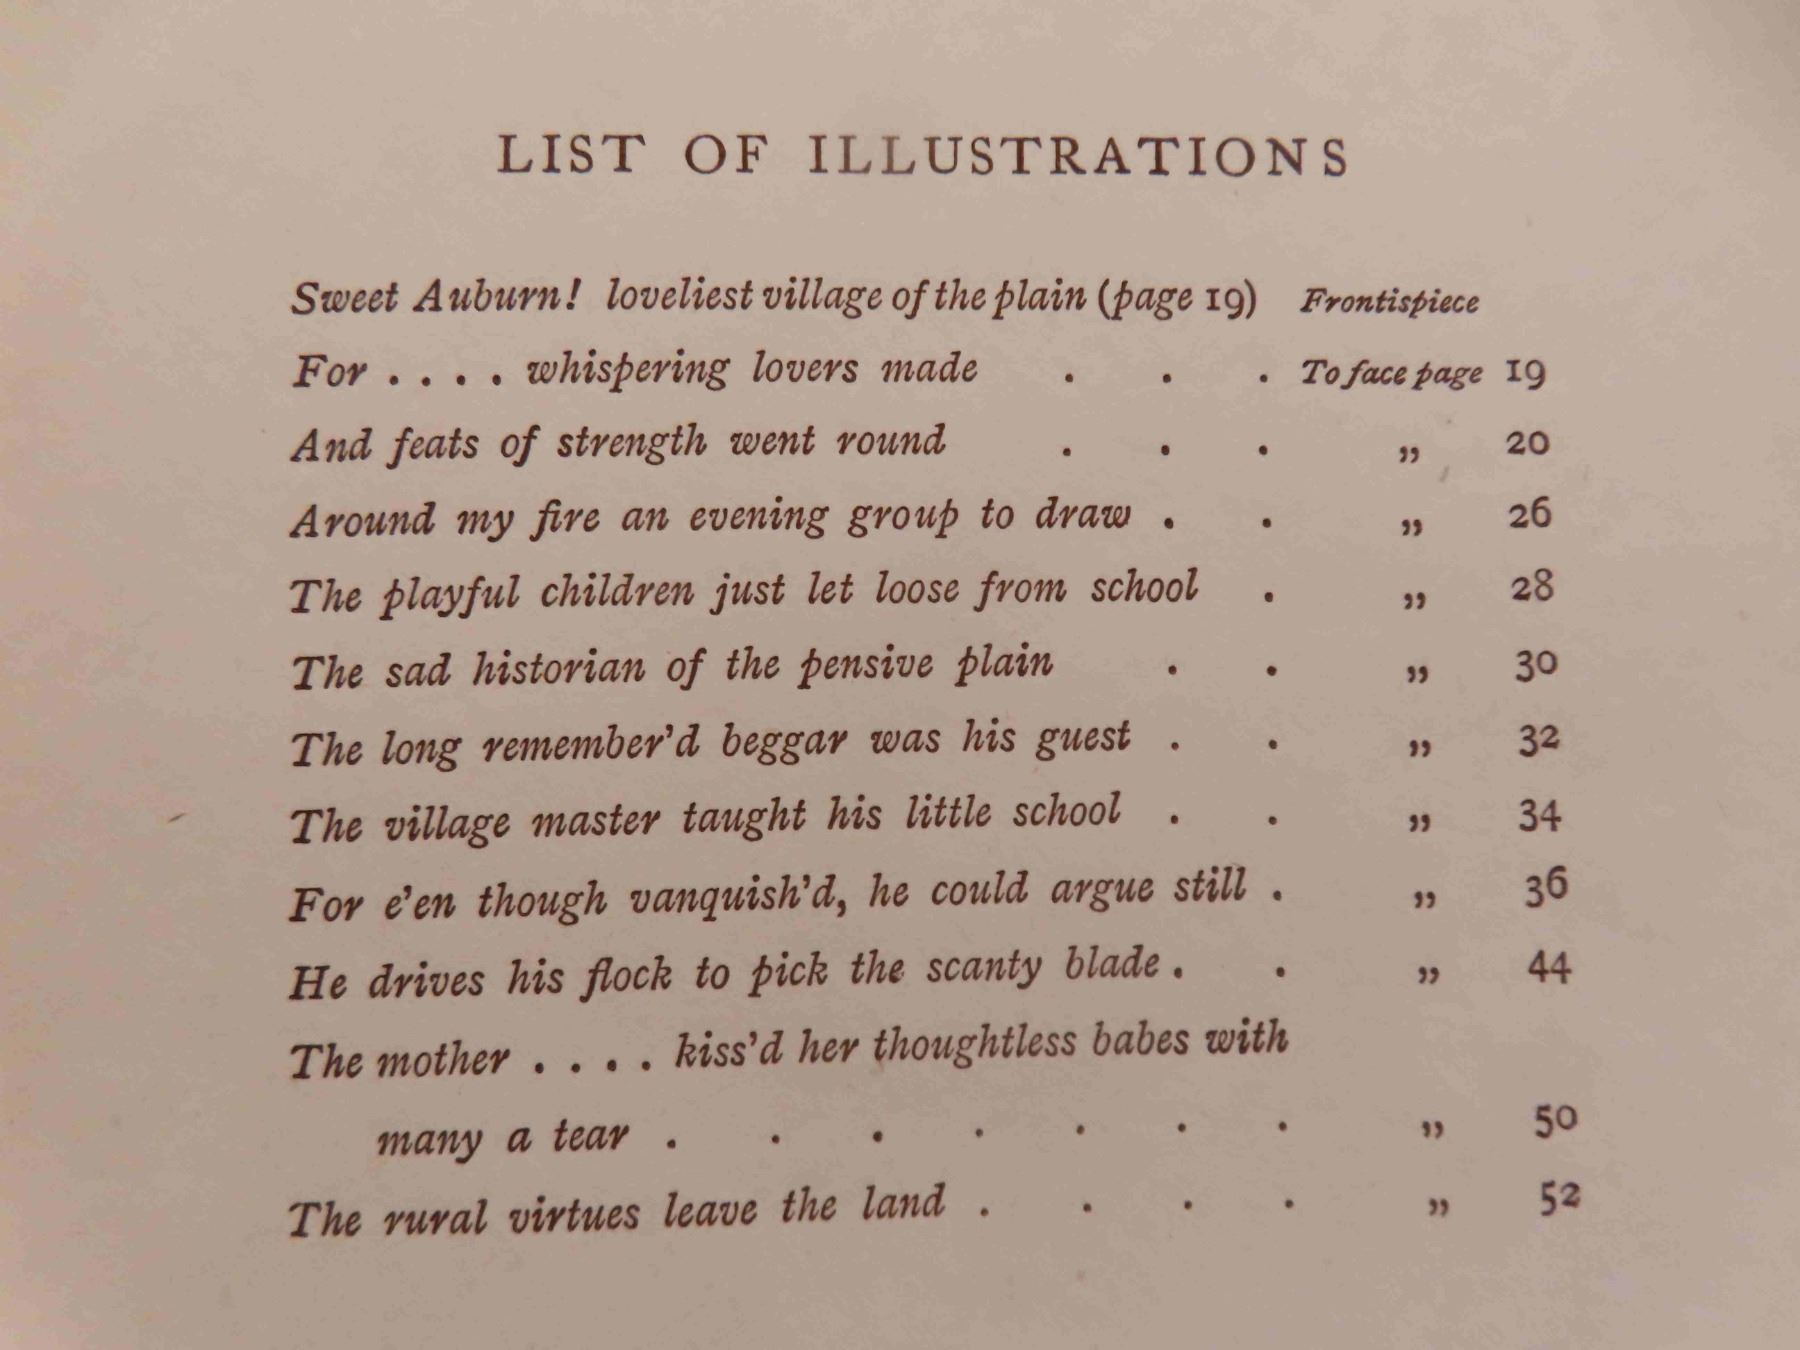 LIST OF ILLUSTRATIONS
Sweet Auburn! loveliest village of the plain (page 19) Frontispiece
For . . . . whispering lovers made . . . To face page 19
And feats of strength went round . . . „ 20
Around my fire an evening group to draw . . „ 26
The playful children just let loose from school . „ 28
The sad historian of the pensive plain . . „ 30
The long remember’d beggar was his guest . . „ 32
The village master taught his little school . . „ 34
For e’en though vanquish’d, he could argue still . „ 36
He drives his flock to pick the scanty blade . . „ 44
The mother . . . . kiss’d her thoughtless babes with
many a tear . . . . . . . „ 50
The rural virtues leave the land . . . . „ 52